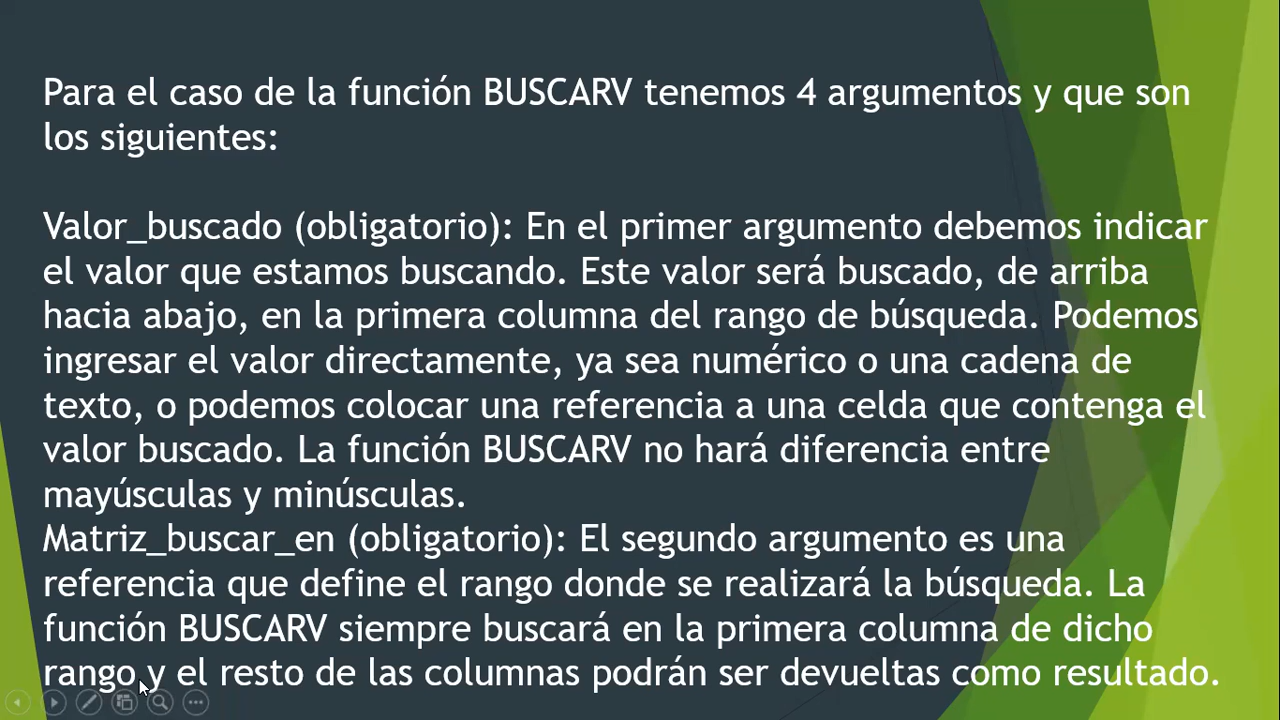 Para el caso de la función BUSCARV tenemos 4 argumentos y que son
los siguientes:
Valor_buscado (obligatorio): En el primer argumento debemos indicar
el valor que estamos buscando. Este valor será buscado, de arriba
hacia abajo, en la primera columna del rango de búsqueda. Podemos
ingresar el valor directamente, ya sea numérico o una cadena de
texto, o podemos colocar una referencia a una celda que contenga el
valor buscado. La función BUSCARV no hará diferencia entre
mayúsculas y minúsculas.
Matriz_buscar_en (obligatorio): El segundo argumento es una
referencia que define el rango donde se realizará la búsqueda. La
función BUSCARV siempre buscará en la primera columna de dicho
rango y el resto de las columnas podrán ser devueltas como resultado.